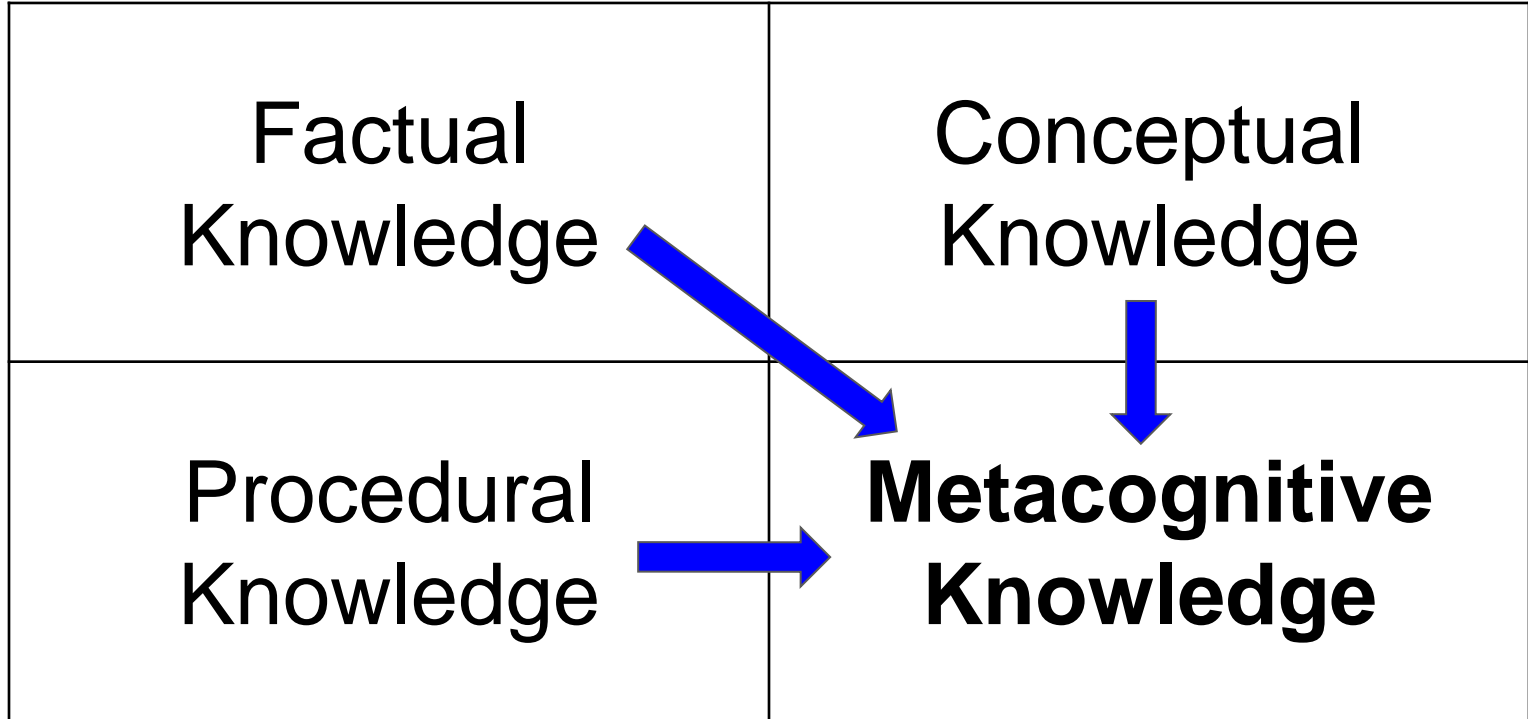 Factual
Knowledge
Conceptual
Knowledge
Procedural
Knowledge
Metacognitive
Knowledge